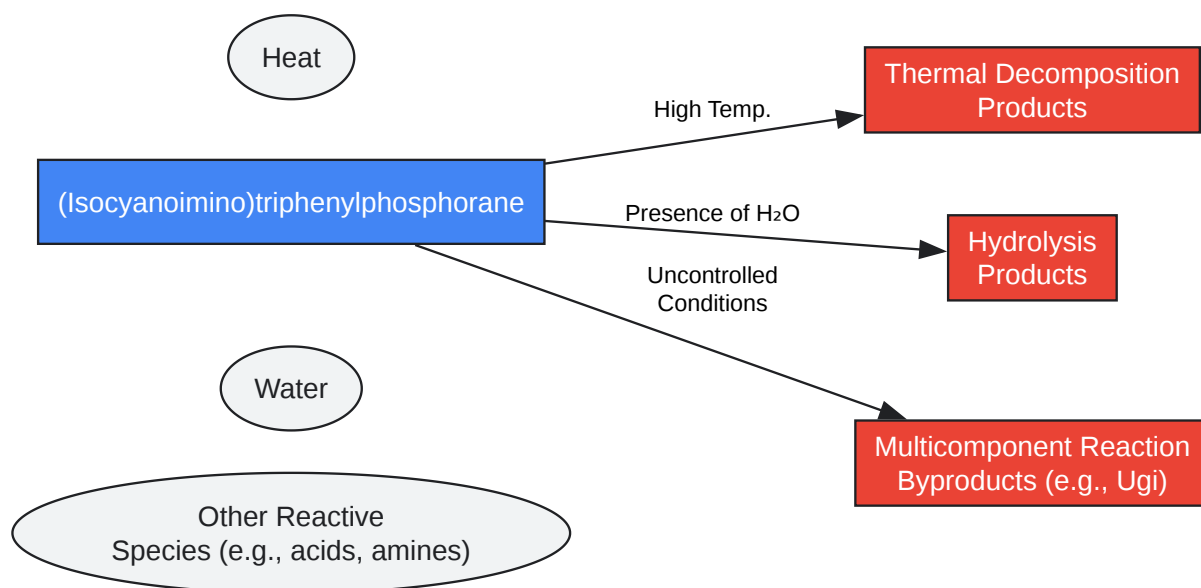 Heat
Thermal Decomposition
Products
High Temp.
(Isocyanoimino)triphenylphosphorane
Presence of H₂O
Hydrolysis
Products
Uncontrolled
Conditions
Water
Multicomponent Reaction
Byproducts (e.g., Ugi)
Other Reactive
Species (e.g., acids, amines)